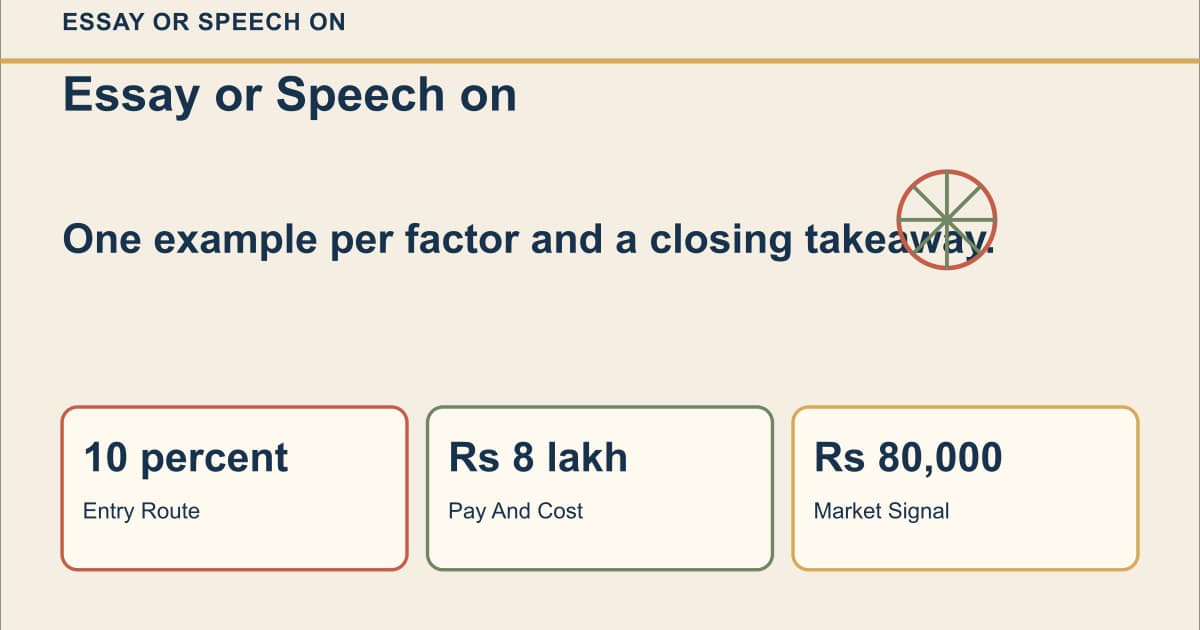 ESSAY OR SPEECH ON
Essay or Speech on
One example per factor and a closing takeaway.
10 percent
Entry Route
Rs 8 lakh
Pay And Cost
Rs 80,000
Market Signal